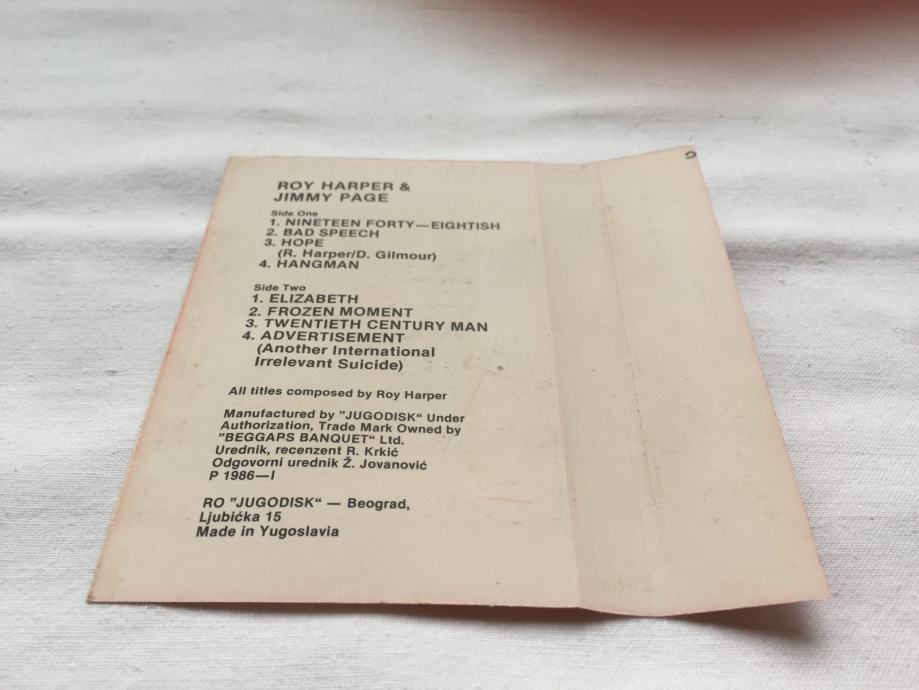 ROY HARPER &
JIMMY PAGE
Side One
1. NINETEEN FORTY—EIGHTISH
2. BAD SPEECH
3. HOPE
(R. Harper/D. Gilmour)
4. HANGMAN
Side Two
1. ELIZABETH
2. FROZEN MOMENT
3. TWENTIETH CENTURY MAN
4. ADVERTISEMENT
(Another International
Irrelevant Suicide)
All titles composed by Roy Harper
Manufactured by ”JUGODISK“ Under
Authorization, Trade Mark Owned by
”BEGGAPS BANQUET“ Ltd.
Urednik, recenzent R. Krkić
Odgovorni urednik Ž. Jovanović
P 1986—I
RO ”JUGODISK“ — Beograd,
Ljubićka 15
Made in Yugoslavia